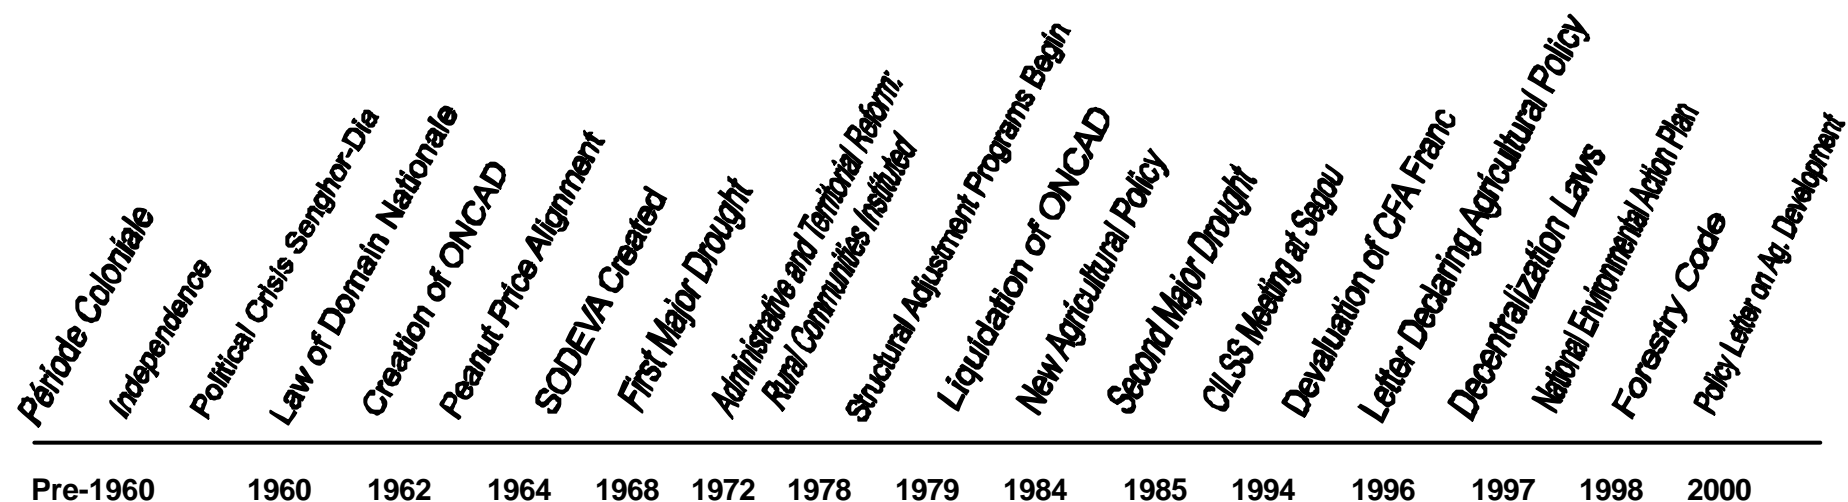 Période Coloniale
Independence
Political Crisis Senghor-Dia
Law of Domain Nationale
Creation of ONCAD
Peanut Price Alignment
SODEVA Created
First Major Drought
Administrative and Territorial Reform:
Rural Communities Instituted
Structural Adjustment Programs Begin
Liquidation of ONCAD
New Agricultural Policy
Second Major Drought
CILSS Meeting at Segou
Devaluation of CFA Franc
Letter Declaring Agricultural Policy
Decentralization Laws
National Environmental Action Plan
Forestry Code
Policy Letter on Ag. Development
Pre-1960 1960 1962 1964 1968 1972 1978 1979 1984 1985 1994 1996 1997 1998 2000